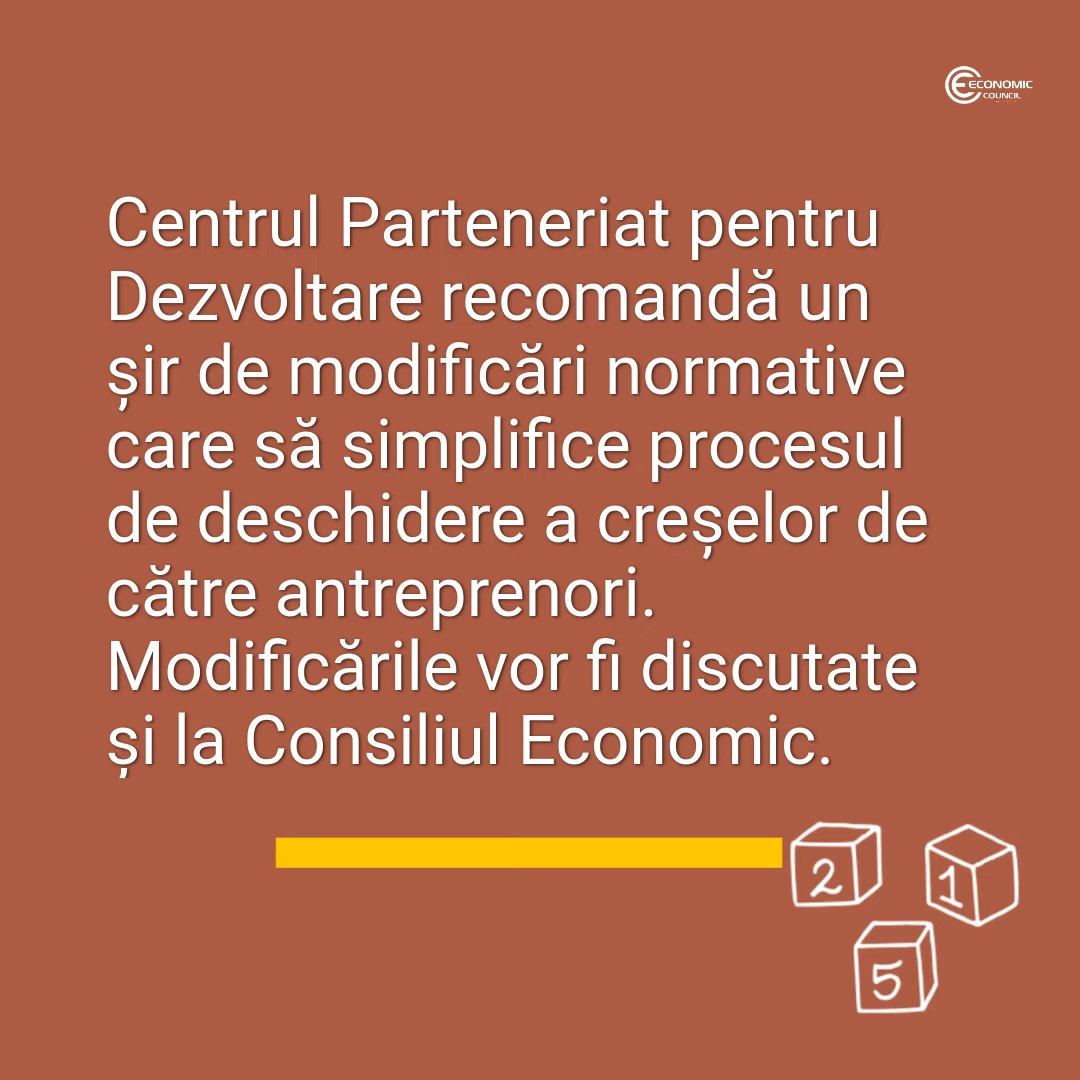 ECONOMIC
COUNCIL
Centrul Parteneriat pentru
Dezvoltare recomandă un
șir de modificări normative
care să simplifice procesul
de deschidere a creșelor de
către antreprenori.
Modificările vor fi discutate
și la Consiliul Economic.
2
1
5